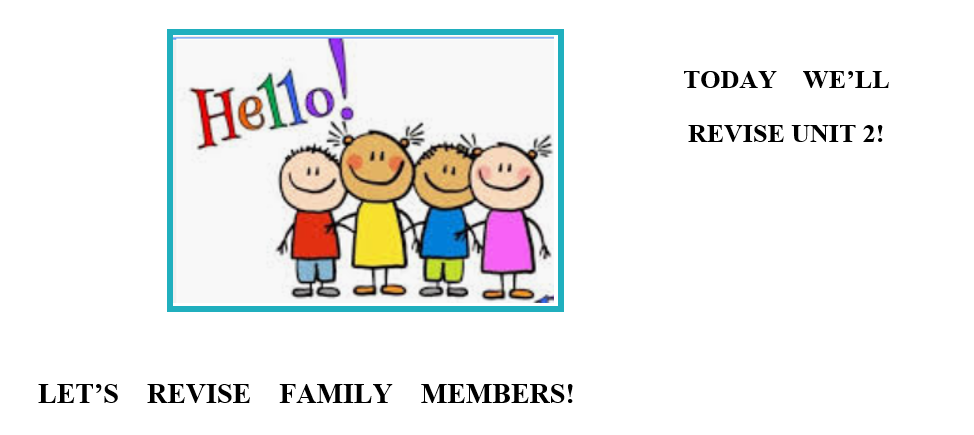 Hello!
TODAY WE’LL
REVISE UNIT 2!
LET’S REVISE FAMILY MEMBERS!